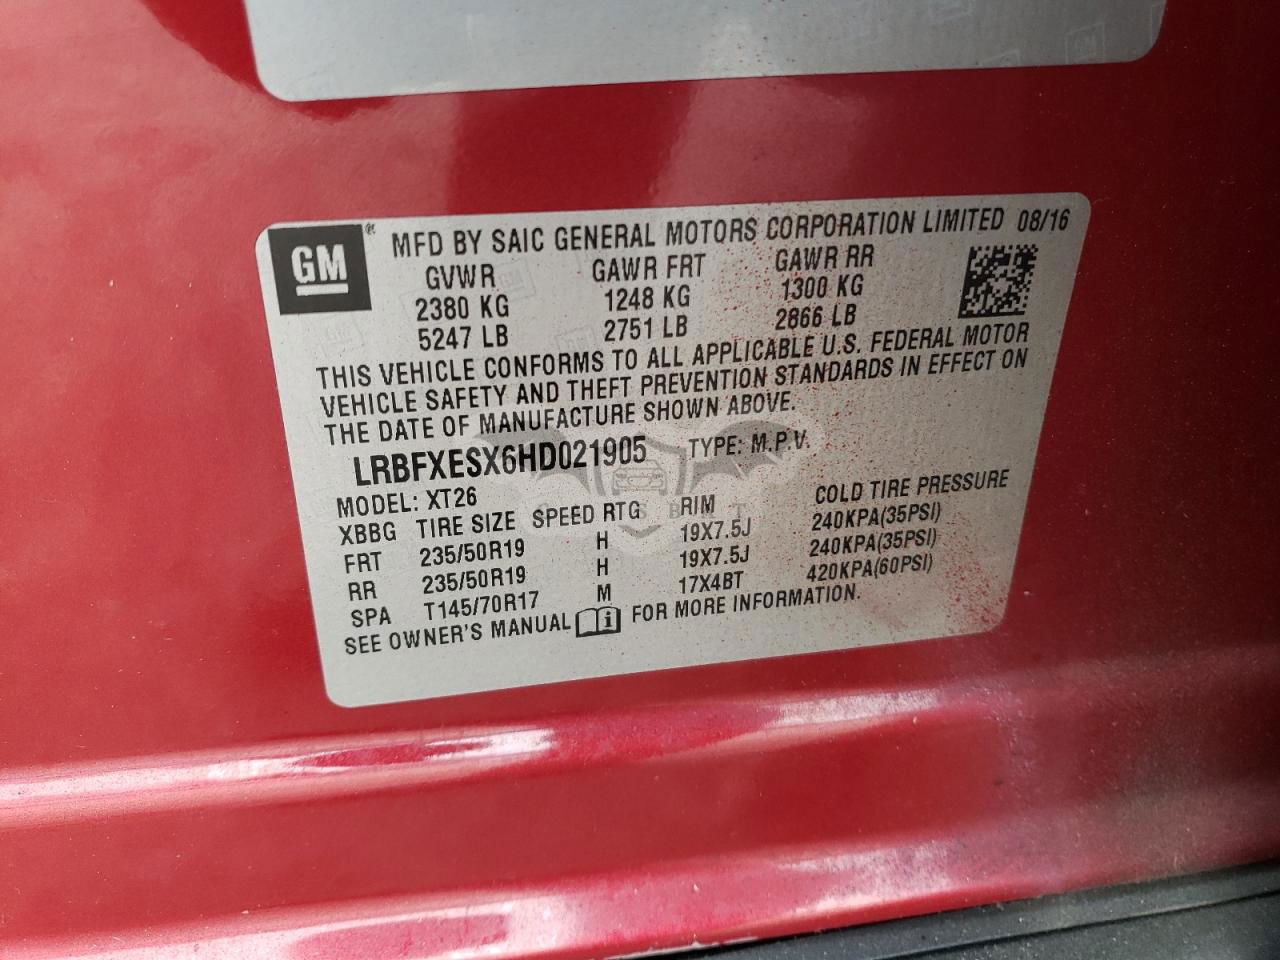 GM® MFD BY SAIC GENERAL MOTORS CORPORATION LIMITED 08/16
GVWR GAWR FRT GAWR RR
2380 KG 1248 KG 1300 KG
5247 LB 2751 LB 2866 LB
THIS VEHICLE CONFORMS TO ALL APPLICABLE U.S. FEDERAL MOTOR
VEHICLE SAFETY AND THEFT PREVENTION STANDARDS IN EFFECT ON
THE DATE OF MANUFACTURE SHOWN ABOVE.
LRBFXESX6HD021905 TYPE: M.P.V.
MODEL: XT26
XBBG TIRE SIZE SPEED RTG RIM COLD TIRE PRESSURE
FRT 235/50R19 H 19X7.5J 240KPA(35PSI)
RR 235/50R19 H 19X7.5J 240KPA(35PSI)
SPA T145/70R17 M 17X4BT 420KPA(60PSI)
SEE OWNER'S MANUAL i FOR MORE INFORMATION.